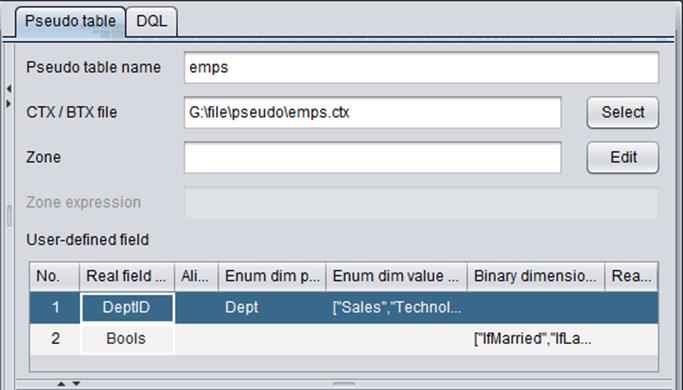 Pseudo table DQL
Pseudo table name emps
CTX / BTX file G:\file\pseudo\emps.ctx Select
Zone Edit
Zone expression
User-defined field
No. Real field ... Ali... Enum dim p... Enum dim value ... Binary dimensio... Rea...
1 DeptID Dept ["Sales","Technol...
2 Bools ["IfMarried","IfLa...